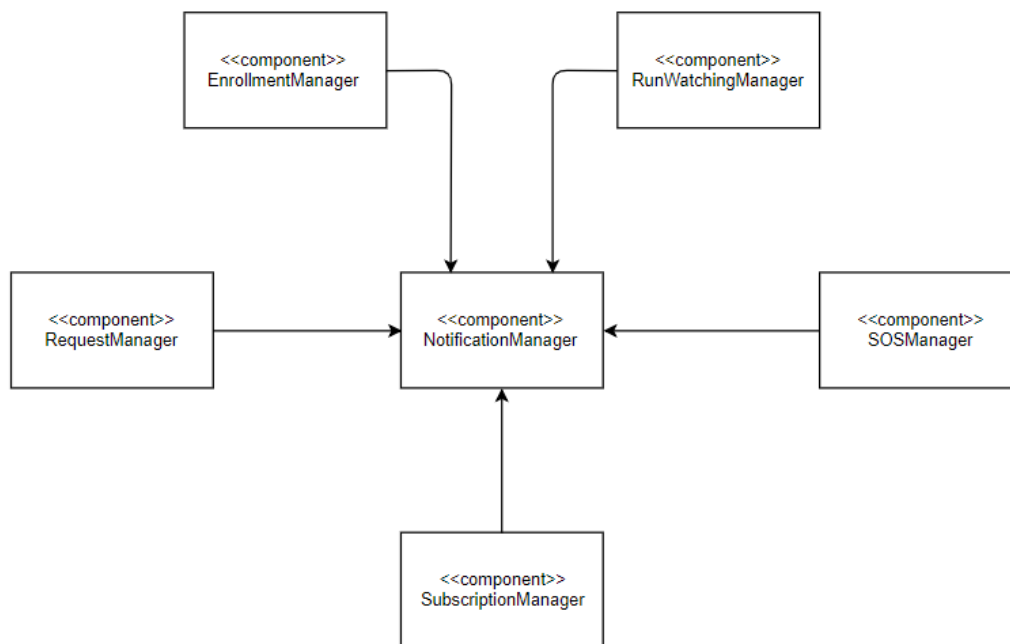 <<component>>
EnrollmentManager
<<component>>
RunWatchingManager
<<component>>
RequestManager
<<component>>
NotificationManager
<<component>>
SOSManager
<<component>>
SubscriptionManager